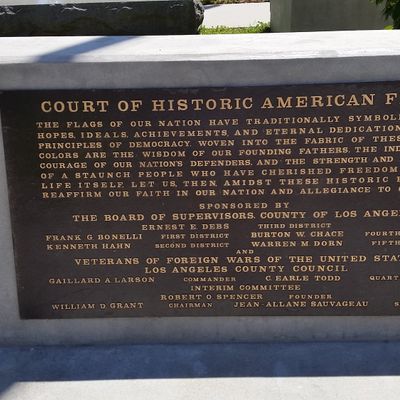 COURT OF HISTORIC AMERICAN F
THE FLAGS OF OUR NATION HAVE TRADITIONALLY SYMBOL
HOPES, IDEALS, ACHIEVEMENTS, AND ETERNAL DEDICATION
PRINCIPLES OF DEMOCRACY. WOVEN INTO THE FABRIC OF THES
COLORS ARE THE WISDOM OF OUR FOUNDING FATHERS, THE IND
COURAGE OF OUR NATION'S DEFENDERS, AND THE STRENGTH AND
OF A STAUNCH PEOPLE WHO HAVE CHERISHED FREEDOM
LIFE ITSELF. LET US, THEN, AMIDST THESE HISTORIC
REAFFIRM OUR FAITH IN OUR NATION AND ALLEGIANCE TO
SPONSORED BY
THE BOARD OF SUPERVISORS, COUNTY OF LOS ANGE
ERNEST E. DEBS THIRD DISTRICT
FRANK G BONELLI FIRST DISTRICT BURTON W. CHACE FOURTH
KENNETH HAHN SECOND DISTRICT WARREN M DORN FIFTH
AND
VETERANS OF FOREIGN WARS OF THE UNITED STAT
LOS ANGELES COUNTY COUNCIL
GAILLARD A LARSON COMMANDER C EARLE TODD QUART
INTERIM COMMITTEE
ROBERT O SPENCER FOUNDER
WILLIAM D GRANT CHAIRMAN JEAN-ALLANE SAUVAGEAU S